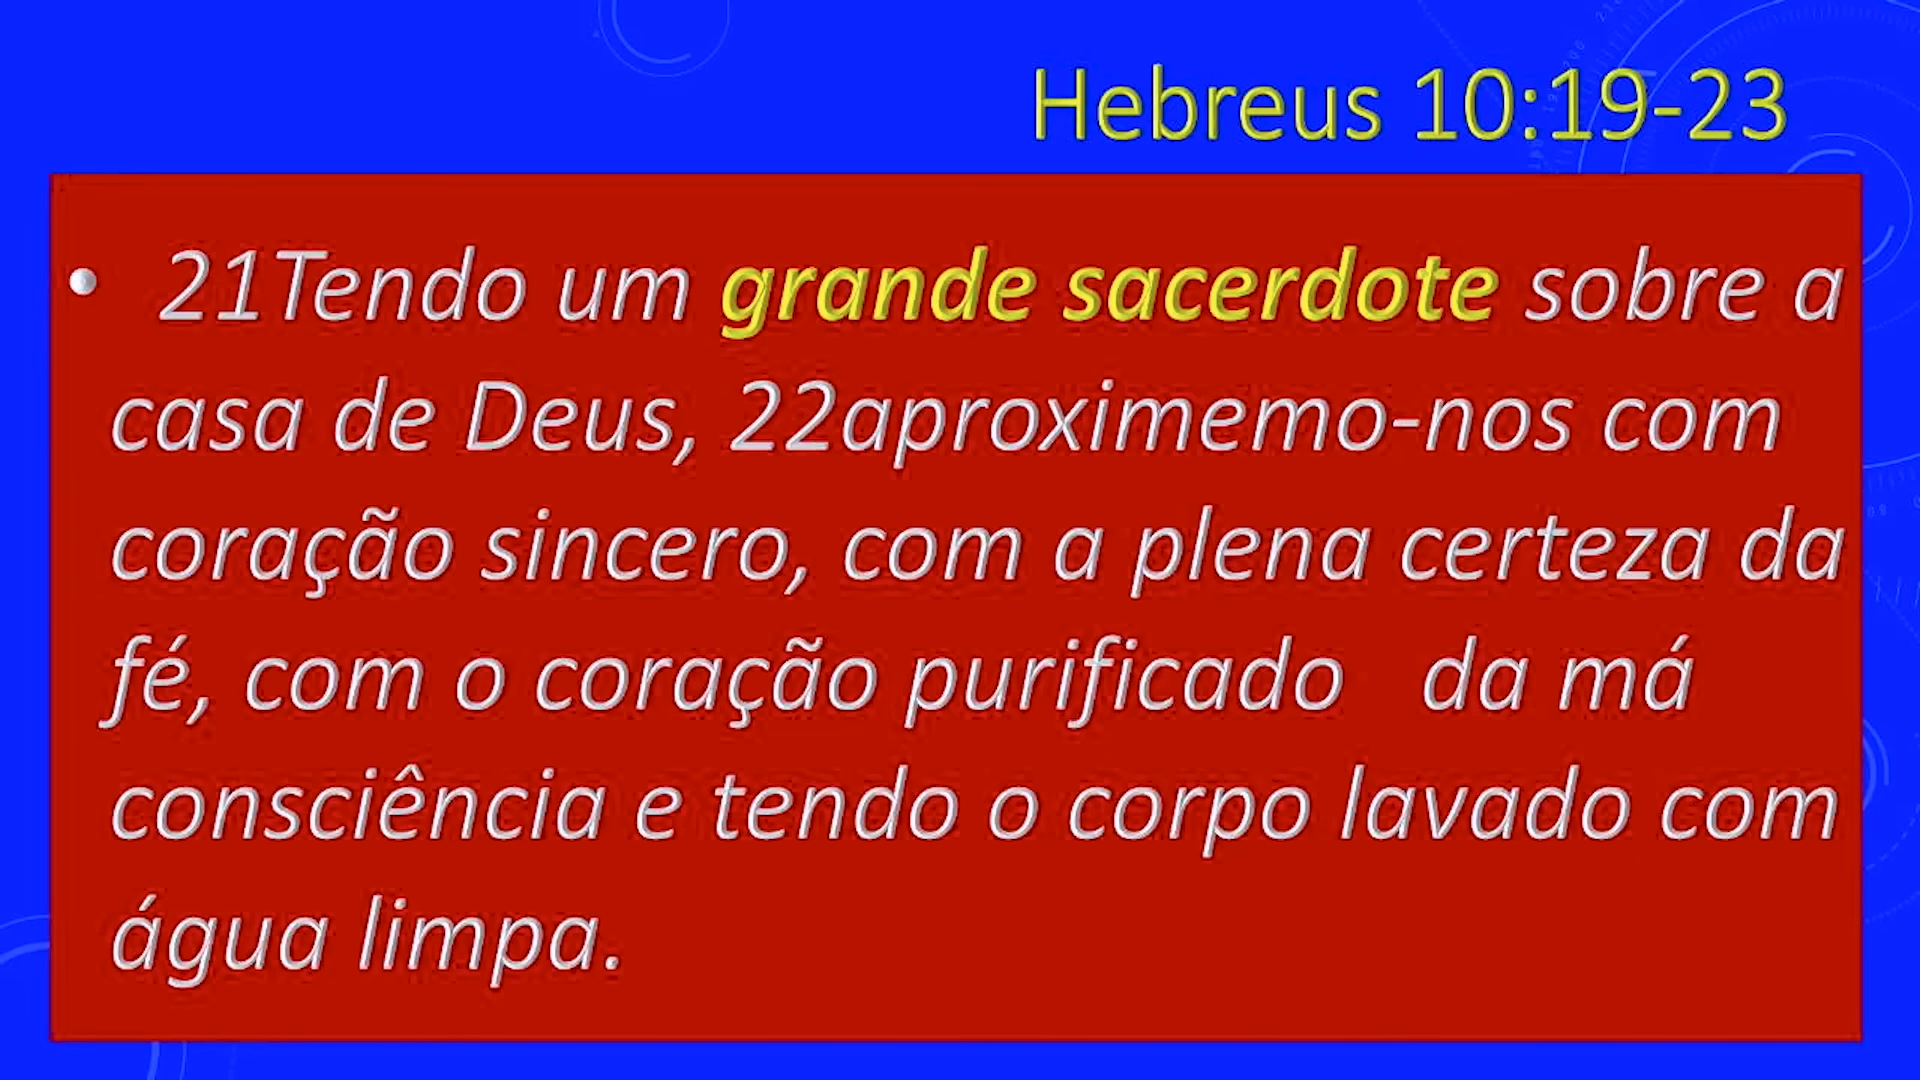 Hebreus 10:19-23
• 21Tendo um grande sacerdote sobre a
casa de Deus, 22aproximemo-nos com
coração sincero, com a plena certeza da
fé, com o coração purificado da má
consciência e tendo o corpo lavado com
água limpa.